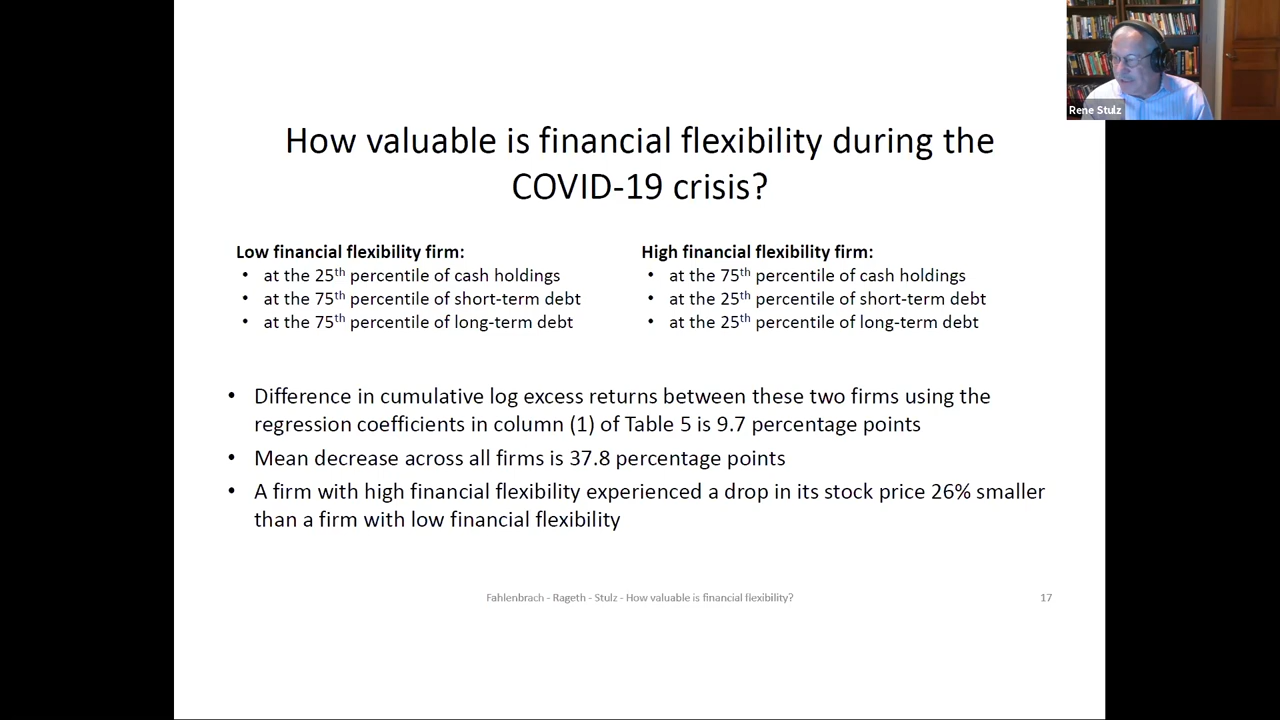 Rene Stulz
How valuable is financial flexibility during the
COVID-19 crisis?
Low financial flexibility firm:
• at the 25th percentile of cash holdings
• at the 75th percentile of short-term debt
• at the 75th percentile of long-term debt
High financial flexibility firm:
• at the 75th percentile of cash holdings
• at the 25th percentile of short-term debt
• at the 25th percentile of long-term debt
• Difference in cumulative log excess returns between these two firms using the
regression coefficients in column (1) of Table 5 is 9.7 percentage points
• Mean decrease across all firms is 37.8 percentage points
• A firm with high financial flexibility experienced a drop in its stock price 26% smaller
than a firm with low financial flexibility
Fahlenbrach - Rageth - Stulz - How valuable is financial flexibility?
17